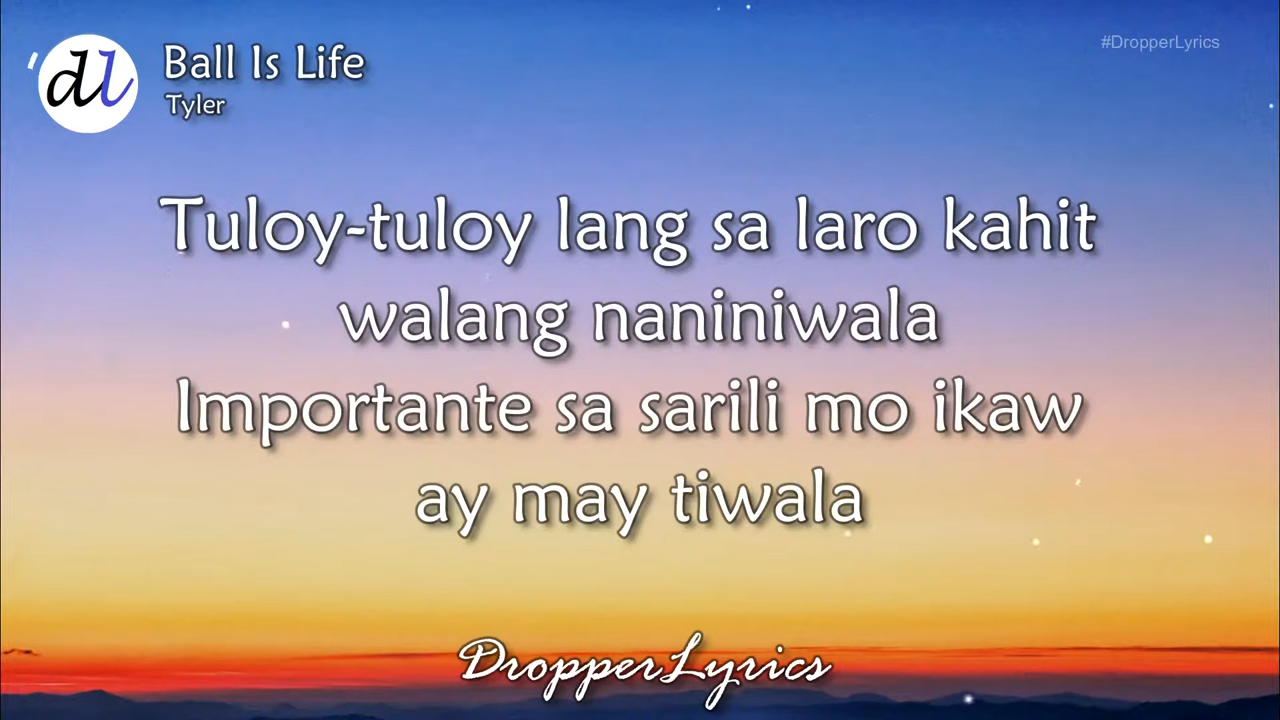 dl
Ball Is Life
Tyler
#DropperLyrics
Tuloy-tuloy lang sa laro kahit
walang naniniwala
Importante sa sarili mo ikaw
ay may tiwala
DropperLyrics